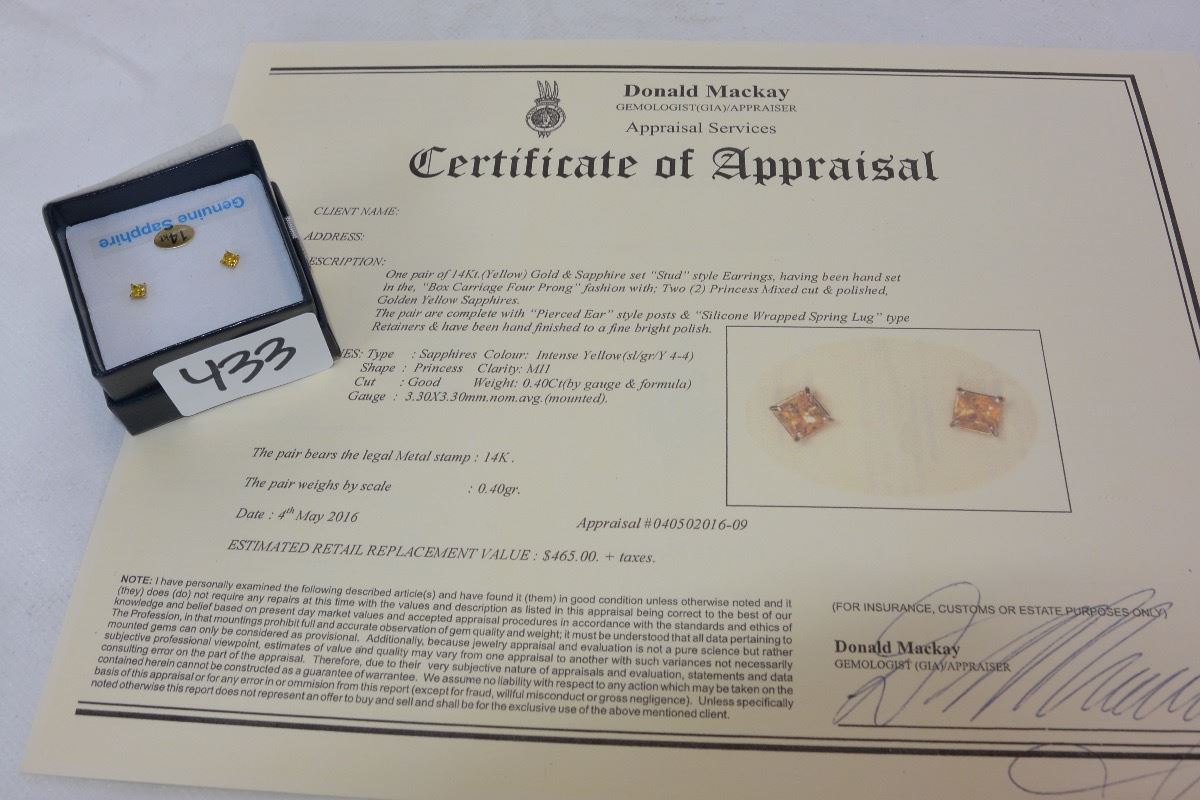 Donald Mackay
GEMOLOGIST(GIA)/APPRAISER
Appraisal Services
Certificate of Appraisal
CLIENT NAME:
ADDRESS:
ESCRIPTION:
One pair of 14Kt.(Yellow) Gold & Sapphire set "Stud" style Earrings, having been hand set
In the, "Box Carriage Four Prong" fashion with; Two (2) Princess Mixed cut & polished,
Golden Yellow Sapphires.
The pair are complete with "Pierced Ear" style posts & "Silicone Wrapped Spring Lug" type
Retainers & have been hand finished to a fine bright polish.
NES: Type : Sapphires Colour: Intense Yellow(sl/gr/Y 4-4)
Shape : Princess Clarity: MI1
Cut : Good Weight: 0.40Ct(by gauge & formula)
Gauge : 3.30X3.30mm.nom.avg.(mounted).
The pair bears the legal Metal stamp : 14K .
The pair weighs by scale : 0.40gr.
Date : 4th May 2016
Appraisal #040502016-09
ESTIMATED RETAIL REPLACEMENT VALUE : $465.00. + taxes.
NOTE: I have personally examined the following described article(s) and have found it (them) in good condition unless otherwise noted and it
(they) does (do) not require any repairs at this time with the values and description as listed in this appraisal being correct to the best of our
knowledge and belief based on present day market values and accepted appraisal procedures in accordance with the standards and ethics of
The Profession, in that mountings prohibit full and accurate observation of gem quality and weight; it must be understood that all data pertaining to
mounted gems can only be considered as provisional. Additionally, because jewelry appraisal and evaluation is not a pure science but rather
subjective professional viewpoint, estimates of value and quality may vary from one appraisal to another with such variances not necessarily
consulting error on the part of the appraisal. Therefore, due to their very subjective nature of appraisals and evaluation, statements and data
contained herein cannot be constructed as a guarantee of warrantee. We assume no liability with respect to any action which may be taken on the
basis of this appraisal or for any error in or ommision from this report (except for fraud, willful misconduct or gross negligence). Unless specifically
noted otherwise this report does not represent an offer to buy and sell and shall be for the exclusive use of the above mentioned client.
(FOR INSURANCE, CUSTOMS OR ESTATE PURPOSES ONLY)
Donald Mackay
GEMOLOGIST (GIA)/APPRAISER
Genuine Sapphire
14KT
433